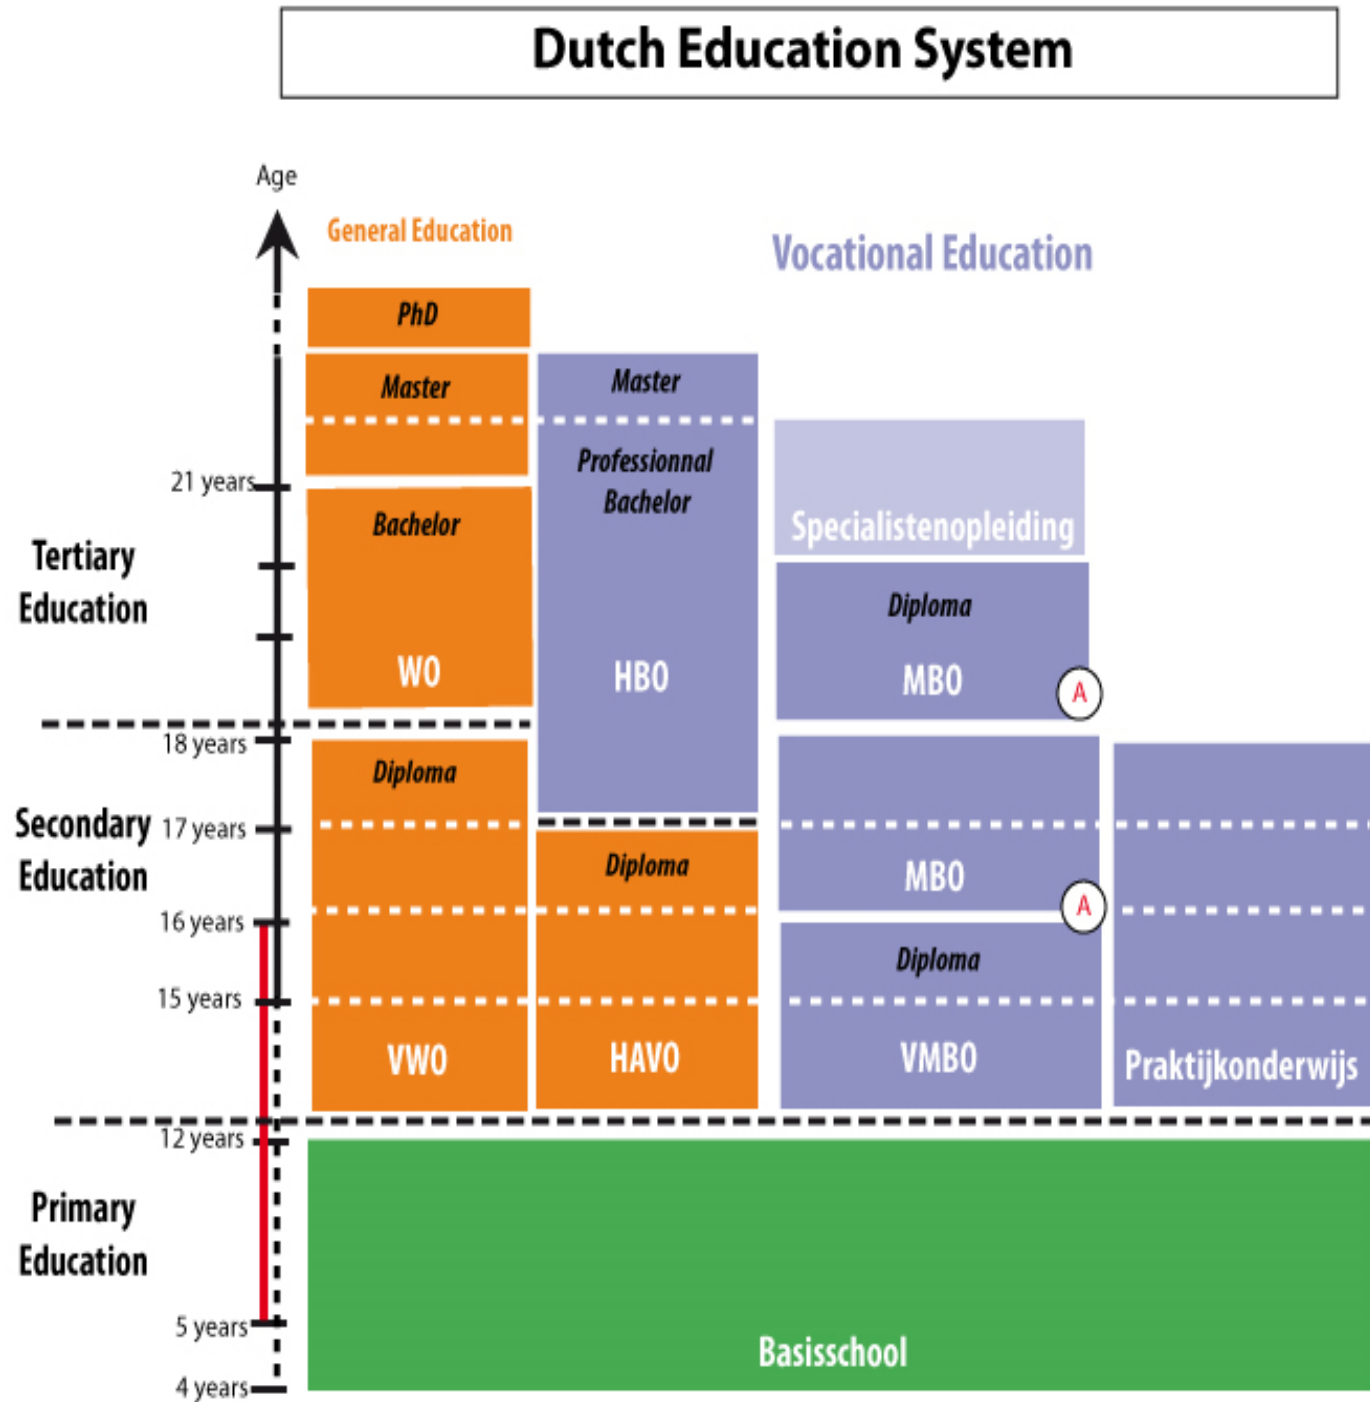 Dutch Education System
Age
General Education
Vocational Education
PhD
Master
Master
Professionnal
Bachelor
21 years
Bachelor
Specialistenopleiding
Tertiary
Education
Diploma
WO
HBO
MBO
A
18 years
Diploma
Secondary
Education
17 years
Diploma
MBO
A
16 years
Diploma
15 years
VWO
HAVO
VMBO
Praktijkonderwijs
12 years
Primary
Education
5 years
Basisschool
4 years